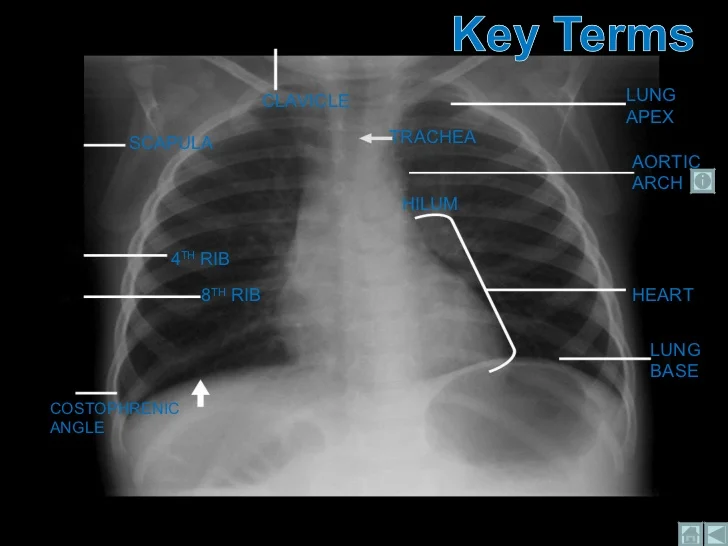 Key Terms
CLAVICLE
LUNG
APEX
SCAPULA
TRACHEA
AORTIC
ARCH
HILUM
4TH RIB
8TH RIB
HEART
LUNG
BASE
COSTOPHRENIC
ANGLE